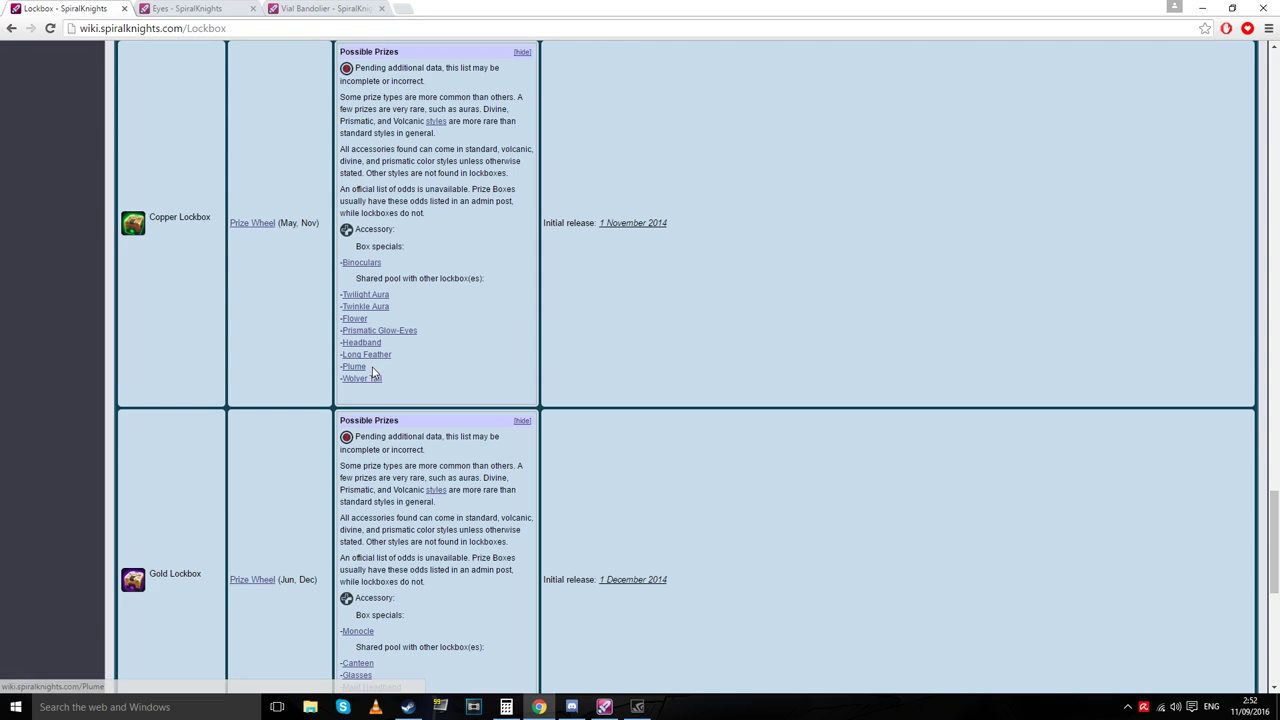 Lockbox - SpiralKnights
Eyes - SpiralKnights
Vial Bandolier - SpiralKn
wiki.spiralknights.com/Lockbox
Copper Lockbox
Prize Wheel (May, Nov)
Possible Prizes
[hide]
Pending additional data, this list may be
incomplete or incorrect.
Some prize types are more common than others. A
few prizes are very rare, such as auras. Divine,
Prismatic, and Volcanic styles are more rare than
standard styles in general.
All accessories found can come in standard, volcanic,
divine, and prismatic color styles unless otherwise
stated. Other styles are not found in lockboxes.
An official list of odds is unavailable. Prize Boxes
usually have these odds listed in an admin post,
while lockboxes do not.
Accessory:
Box specials:
-Binoculars
Shared pool with other lockbox(es):
-Twilight Aura
-Twinkle Aura
-Flower
-Prismatic Glow-Eyes
-Headband
-Long Feather
-Plume
-Wolver Tail
Initial release: 1 November 2014
Gold Lockbox
Prize Wheel (Jun, Dec)
Possible Prizes
[hide]
Pending additional data, this list may be
incomplete or incorrect.
Some prize types are more common than others. A
few prizes are very rare, such as auras. Divine,
Prismatic, and Volcanic styles are more rare than
standard styles in general.
All accessories found can come in standard, volcanic,
divine, and prismatic color styles unless otherwise
stated. Other styles are not found in lockboxes.
An official list of odds is unavailable. Prize Boxes
usually have these odds listed in an admin post,
while lockboxes do not.
Accessory:
Box specials:
-Monocle
Shared pool with other lockbox(es):
-Canteen
-Glasses
Initial release: 1 December 2014
wiki.spiralknights.com/Plume
Search the web and Windows
99
ENG
2:52
11/09/2016